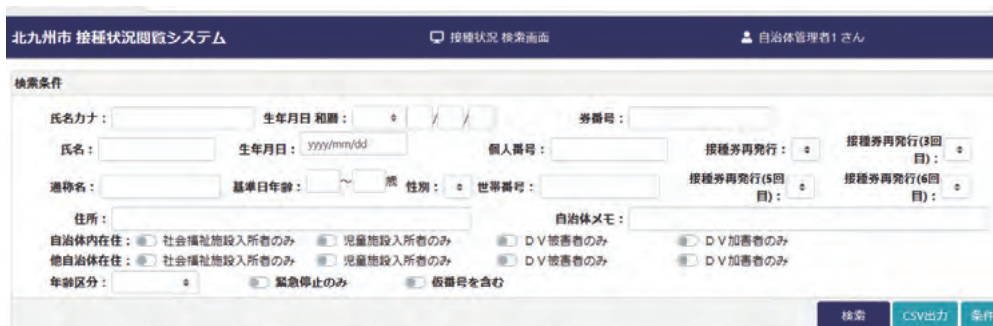 北九州市 接種状況閲覧システム 接種状況 検索画面 自治体管理者1 さん
検索条件
氏名カナ： 生年月日 和暦： / / 券番号：
氏名： 生年月日： yyyy/mm/dd 個人番号： 接種券再発行： 接種券再発行(3回目)：
通称名： 基準日年齢： ～ 歳 性別： 世帯番号： 接種券再発行(5回目)： 接種券再発行(6回目)：
住所： 自治体メモ：
自治体内在住： 社会福祉施設入所者のみ 児童施設入所者のみ ＤＶ被害者のみ ＤＶ加害者のみ
他自治体在住： 社会福祉施設入所者のみ 児童施設入所者のみ ＤＶ被害者のみ ＤＶ加害者のみ
年齢区分： 緊急停止のみ 仮番号を含む
検索 CSV出力 条件